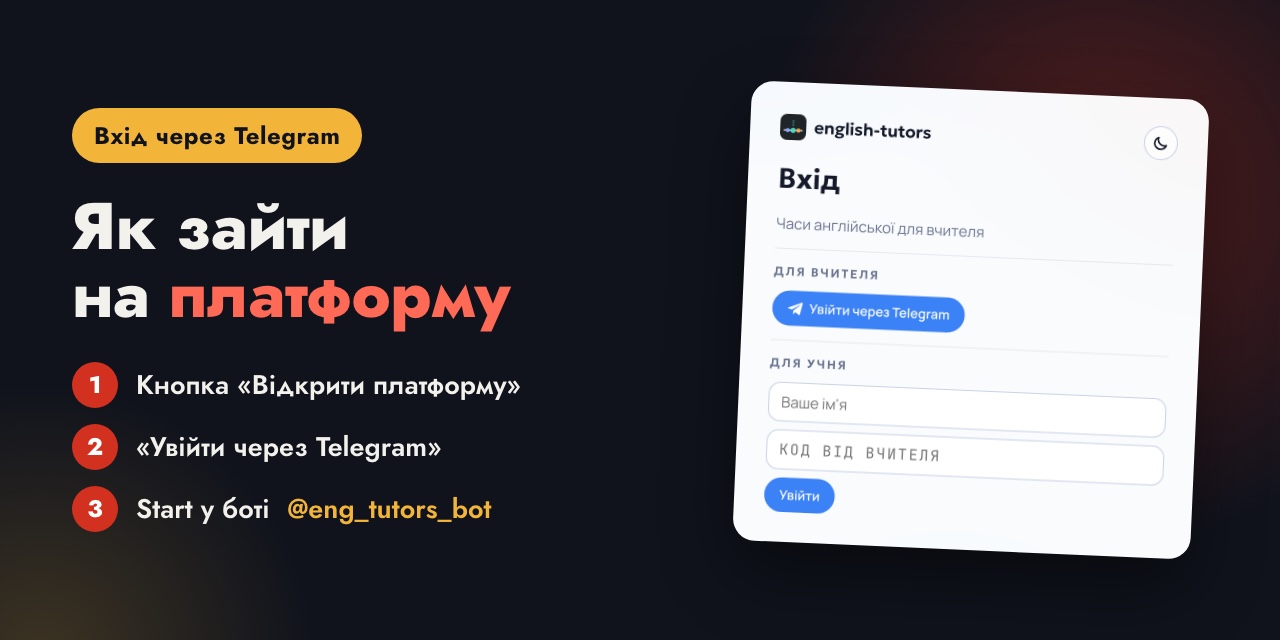 Вхід через Telegram
Як зайти
на платформу
1 Кнопка «Відкрити платформу»
2 «Увійти через Telegram»
3 Start у боті @eng_tutors_bot
english-tutors
Вхід
Часи англійської для вчителя
ДЛЯ ВЧИТЕЛЯ
Увійти через Telegram
ДЛЯ УЧНЯ
Ваше ім'я
КОД ВІД ВЧИТЕЛЯ
Увійти